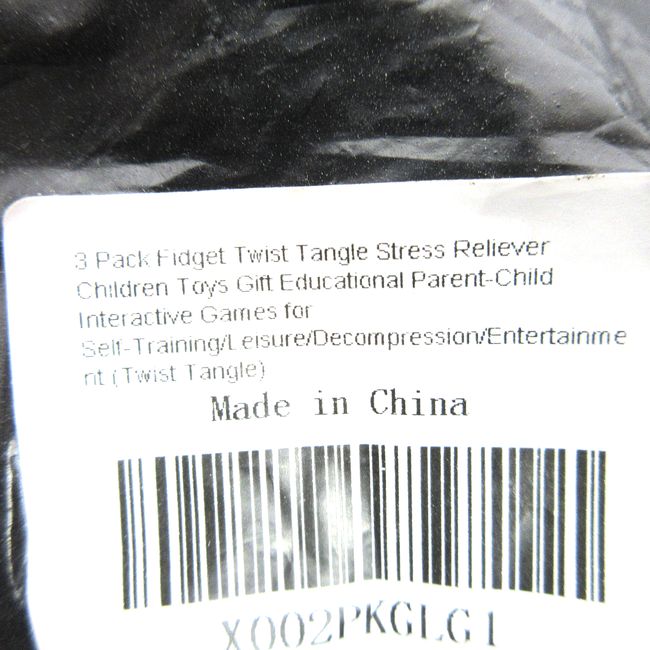 3 Pack Fidget Twist Tangle Stress Reliever
Children Toys Gift Educational Parent-Child
Interactive Games for
Self-Training/Leisure/Decompression/Entertainme
nt (Twist Tangle)
Made in China
X002PKGLG1